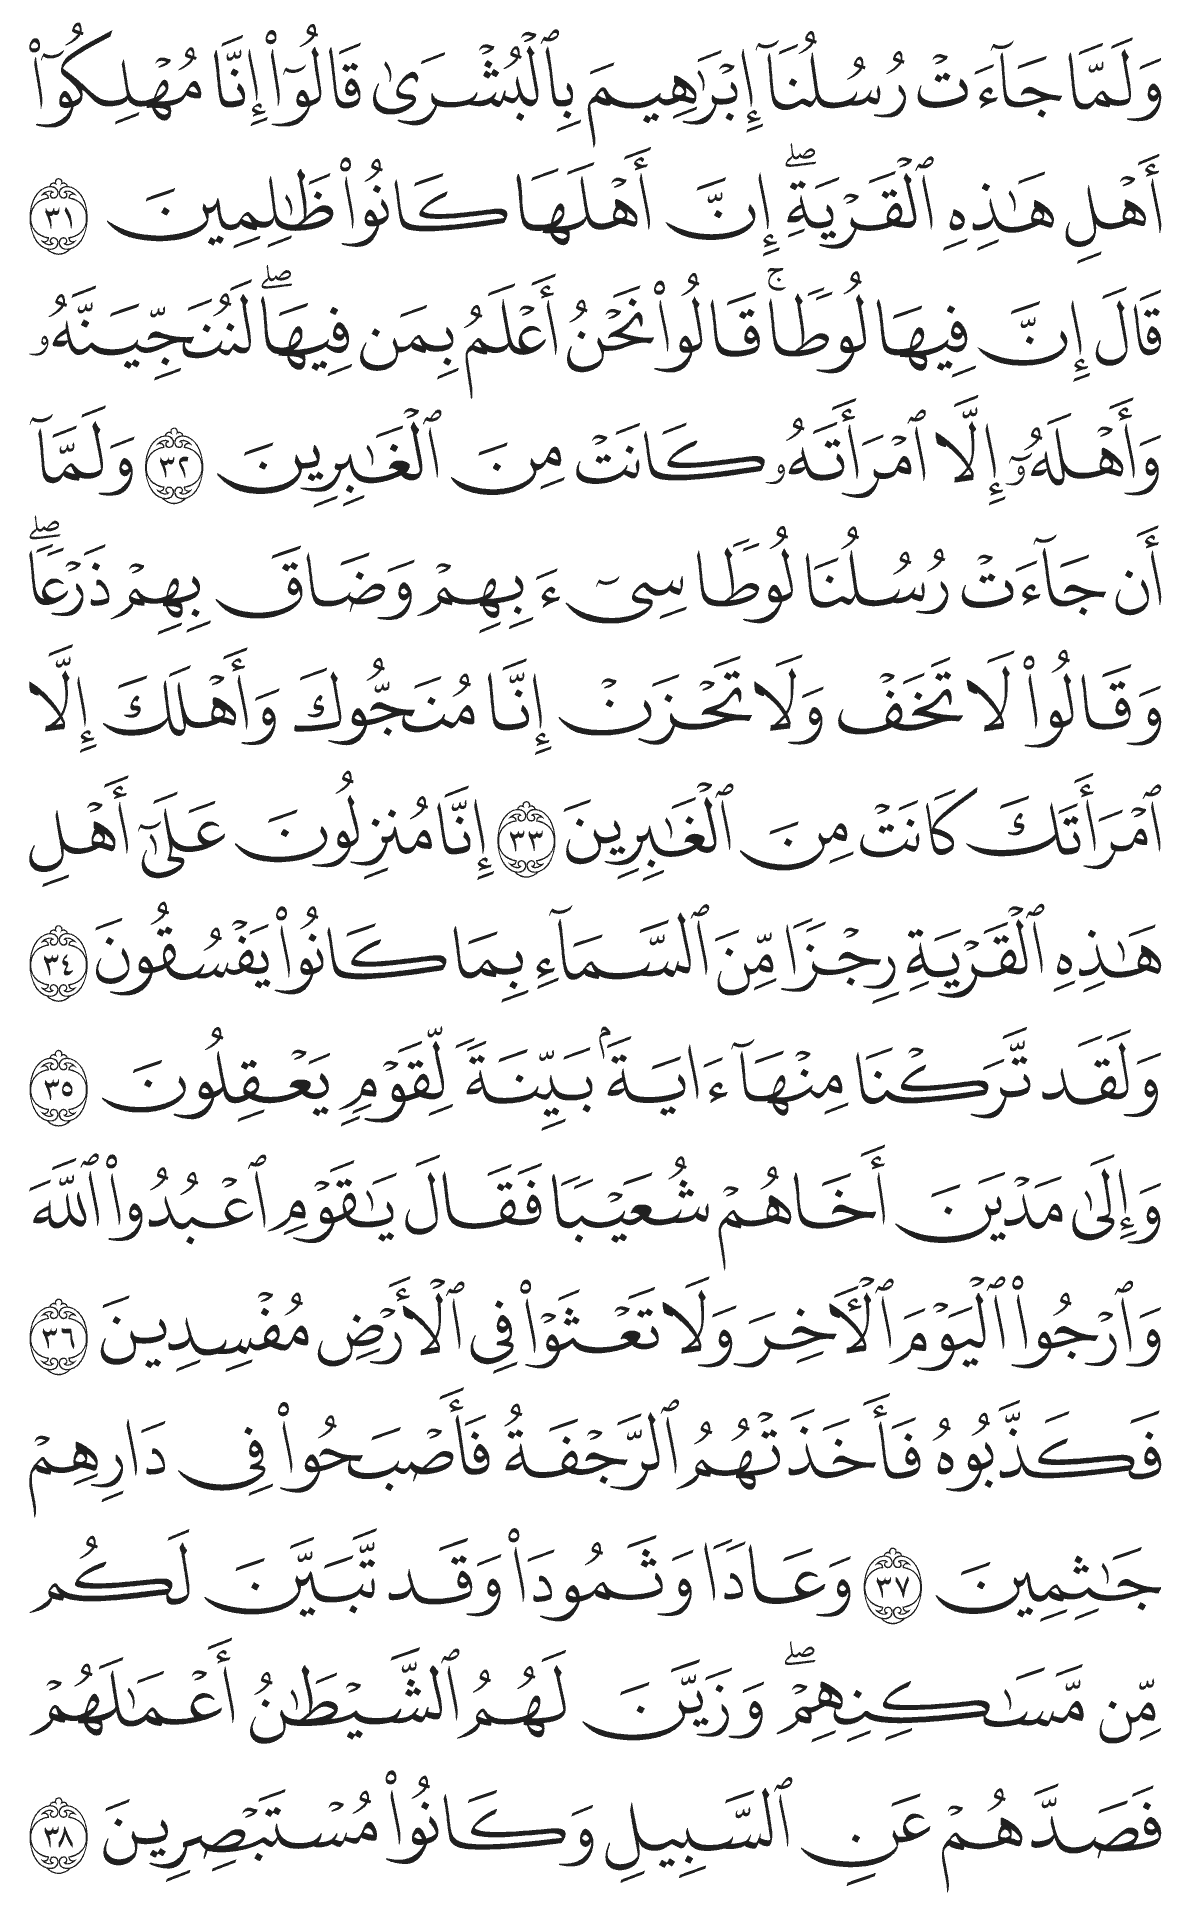 وَلَمَّا جَآءَتْ رُسُلُنَآ إِبْرَٰهِيمَ بِٱلْبُشْرَىٰ قَالُوٓا۟ إِنَّا مُهْلِكُوٓا۟
أَهْلِ هَـٰذِهِ ٱلْقَرْيَةِ ۖ إِنَّ أَهْلَهَا كَانُوا۟ ظَـٰلِمِينَ ٣١
قَالَ إِنَّ فِيهَا لُوطًا ۚ قَالُوا۟ نَحْنُ أَعْلَمُ بِمَن فِيهَا ۖ لَنُنَجِّيَنَّهُۥ
وَأَهْلَهُۥٓ إِلَّا ٱمْرَأَتَهُۥ كَانَتْ مِنَ ٱلْغَـٰبِرِينَ ٣٢ وَلَمَّآ
أَن جَآءَتْ رُسُلُنَا لُوطًا سِىٓءَ بِهِمْ وَضَاقَ بِهِمْ ذَرْعًا ۖ
وَقَالُوا۟ لَا تَخَفْ وَلَا تَحْزَنْ إِنَّا مُنَجُّوكَ وَأَهْلَكَ إِلَّا
ٱمْرَأَتَكَ كَانَتْ مِنَ ٱلْغَـٰبِرِينَ ٣٣ إِنَّا مُنزِلُونَ عَلَىٰٓ أَهْلِ
هَـٰذِهِ ٱلْقَرْيَةِ رِجْزًا مِّنَ ٱلسَّمَآءِ بِمَا كَانُوا۟ يَفْسُقُونَ ٣٤
وَلَقَد تَّرَكْنَا مِنْهَآ ءَايَةًۢ بَيِّنَةً لِّقَوْمٍ يَعْقِلُونَ ٣٥
وَإِلَىٰ مَدْيَنَ أَخَاهُمْ شُعَيْبًا فَقَالَ يَـٰقَوْمِ ٱعْبُدُوا۟ ٱللَّهَ
وَٱرْجُوا۟ ٱلْيَوْمَ ٱلْـَٔاخِرَ وَلَا تَعْثَوْا۟ فِى ٱلْأَرْضِ مُفْسِدِينَ ٣٦
فَكَذَّبُوهُ فَأَخَذَتْهُمُ ٱلرَّجْفَةُ فَأَصْبَحُوا۟ فِى دَارِهِمْ
جَـٰثِمِينَ ٣٧ وَعَادًا وَثَمُودَا۟ وَقَد تَّبَيَّنَ لَكُم
مِّن مَّسَـٰكِنِهِمْ ۖ وَزَيَّنَ لَهُمُ ٱلشَّيْطَـٰنُ أَعْمَـٰلَهُمْ
فَصَدَّهُمْ عَنِ ٱلسَّبِيلِ وَكَانُوا۟ مُسْتَبْصِرِينَ ٣٨